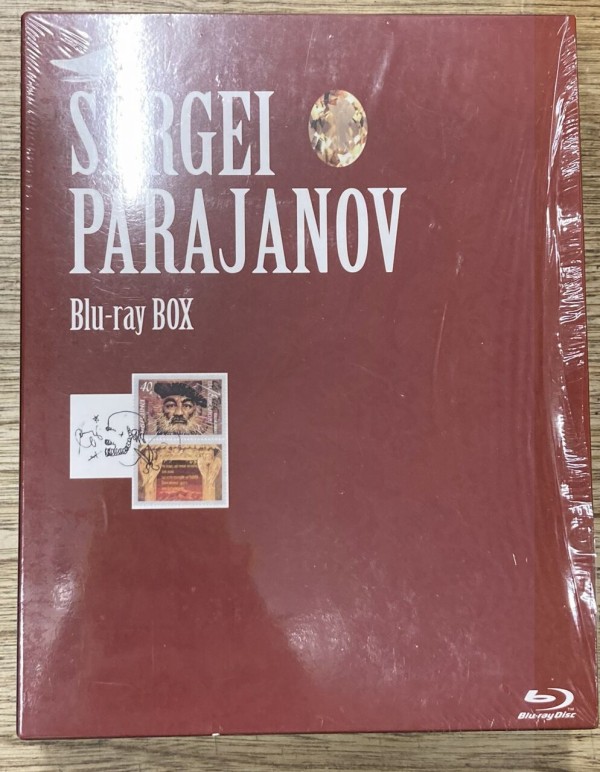 SERGEI
PARAJANOV
Blu-ray BOX
40
Blu-ray Disc